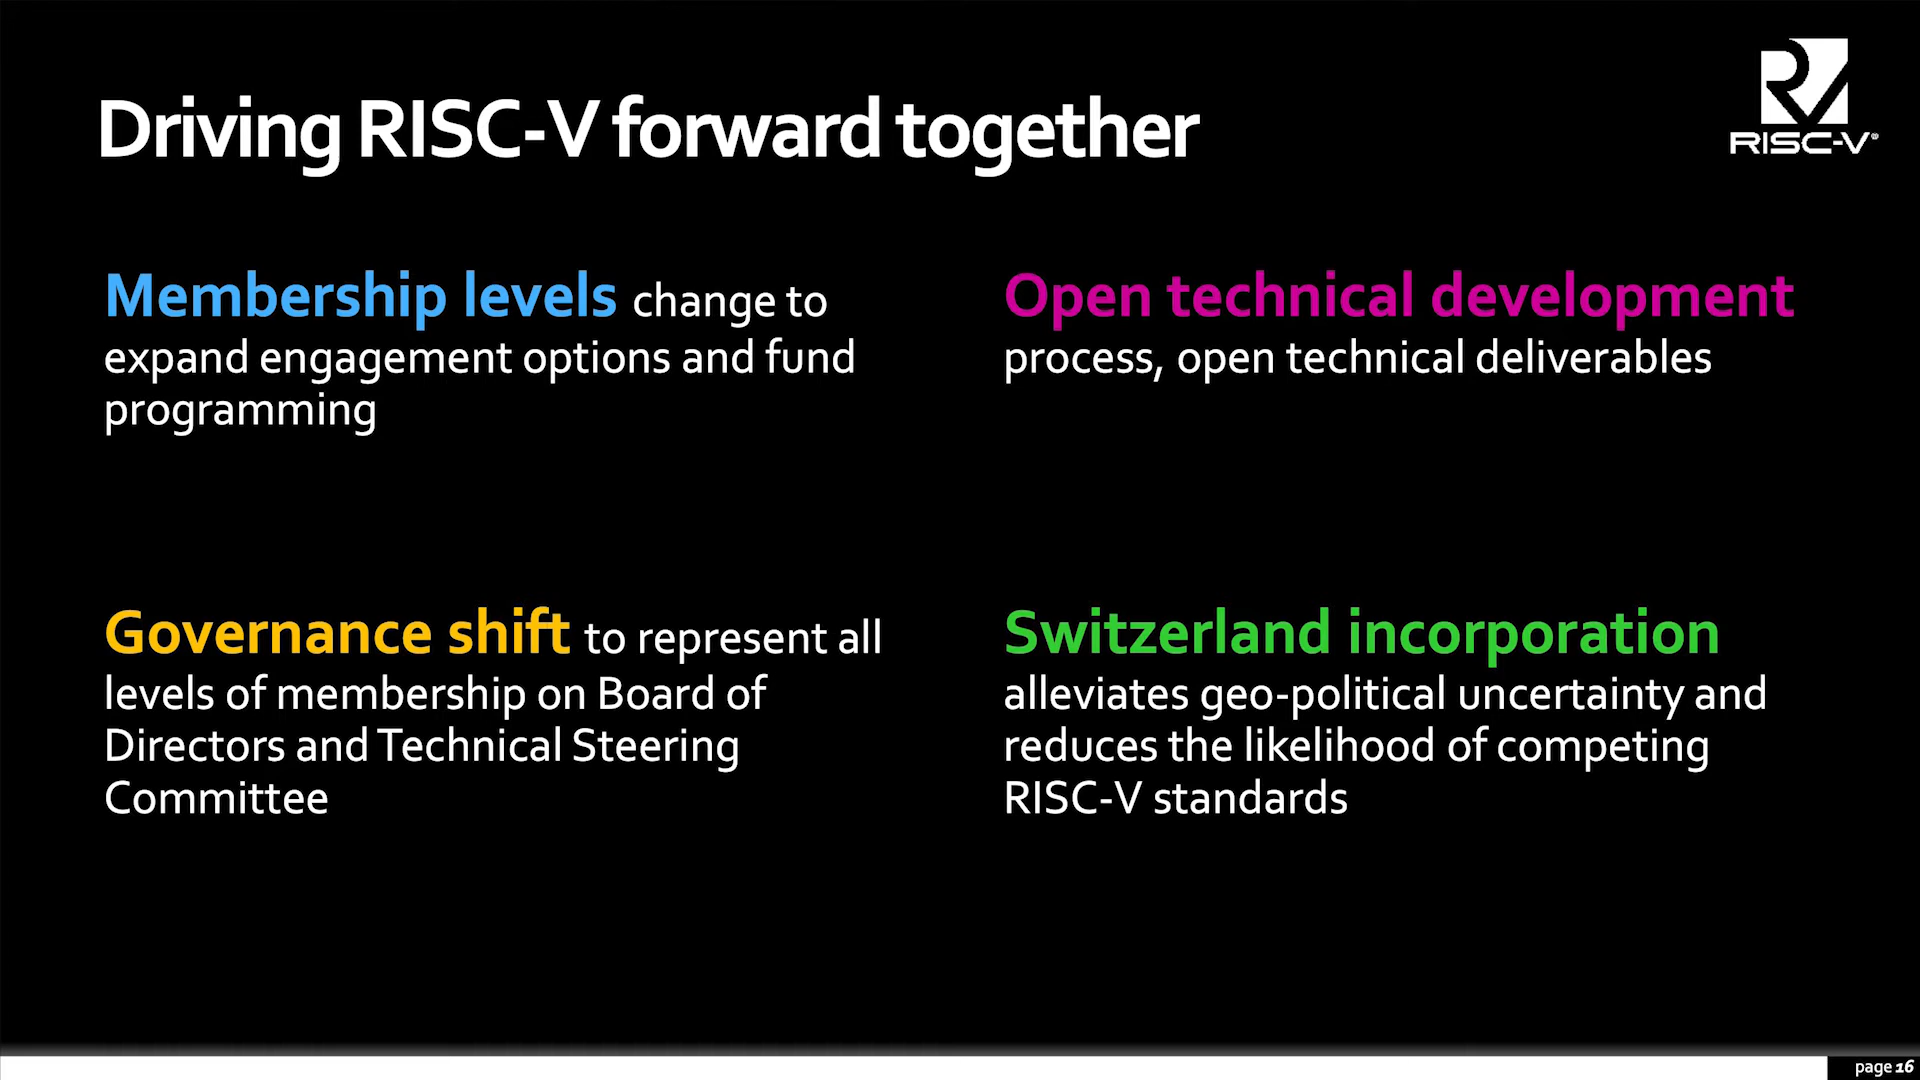 Driving RISC-V forward together
RISC-V®
Membership levels change to
expand engagement options and fund
programming
Open technical development
process, open technical deliverables
Governance shift to represent all
levels of membership on Board of
Directors and Technical Steering
Committee
Switzerland incorporation
alleviates geo-political uncertainty and
reduces the likelihood of competing
RISC-V standards
page 16